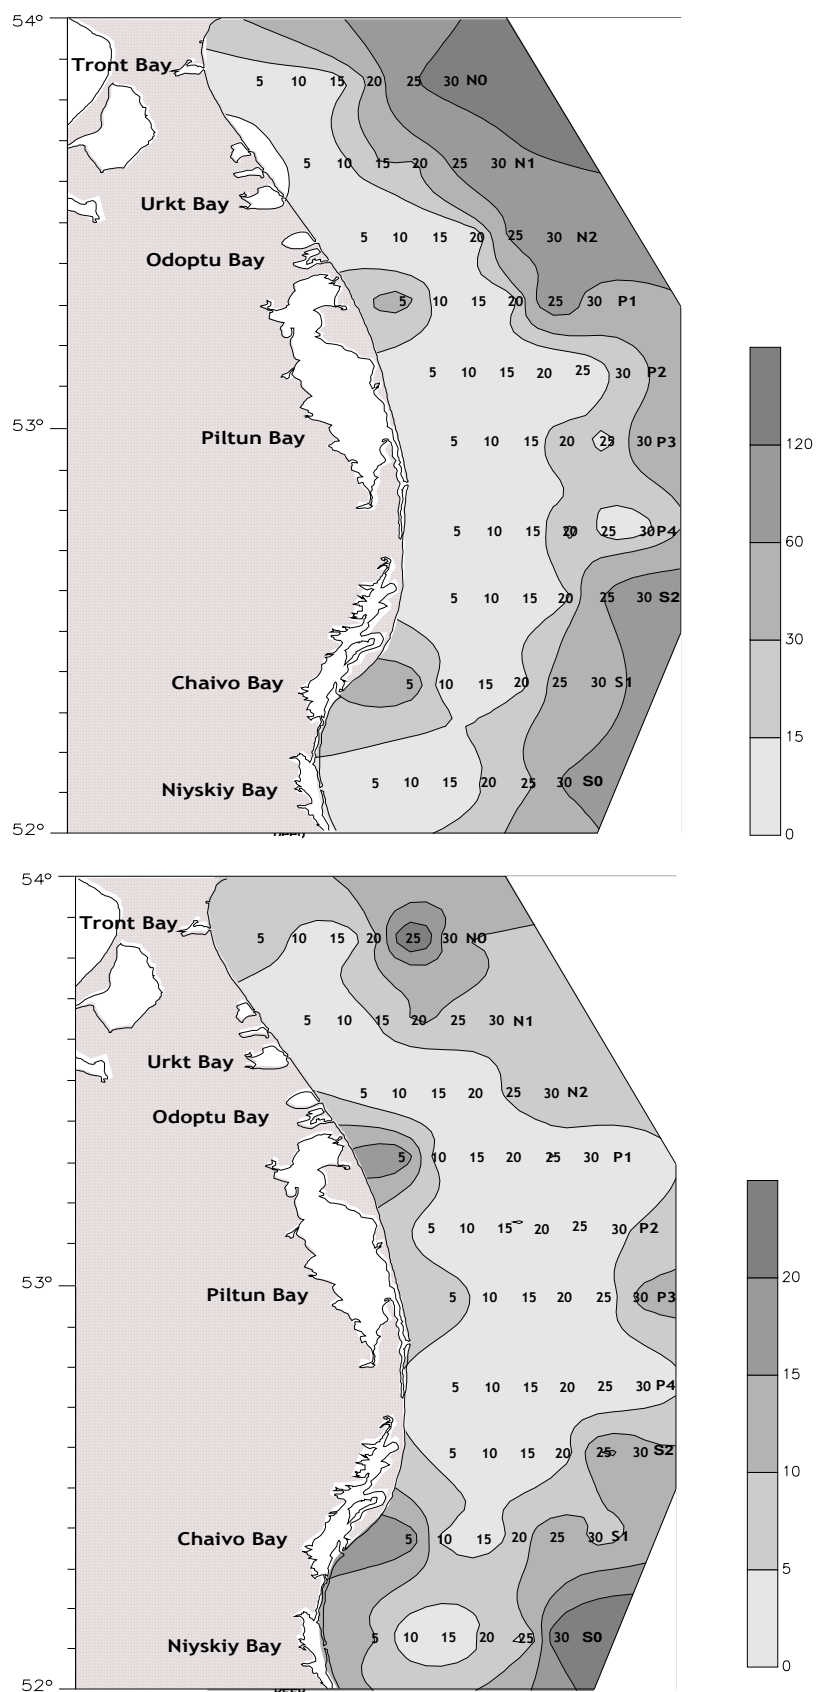 54°
Tront Bay
5 10 15 20 25 30 N0
5 10 15 20 25 30 N1
Urkt Bay
5 10 15 20 25 30 N2
Odoptu Bay
5 10 15 20 25 30 P1
5 10 15 20 25 30 P2
53°
Piltun Bay
5 10 15 20 25 30 P3
120
5 10 15 20 25 30 P4
60
5 10 15 20 25 30 S2
30
Chaivo Bay
5 10 15 20 25 30 S1
15
Niyskiy Bay
5 10 15 20 25 30 S0
52°
0
54°
Tront Bay
5 10 15 20 25 30 N0
5 10 15 20 25 30 N1
Urkt Bay
5 10 15 20 25 30 N2
Odoptu Bay
5 10 15 20 25 30 P1
5 10 15 20 25 30 P2
53°
20
Piltun Bay
5 10 15 20 25 30 P3
15
5 10 15 20 25 30 P4
5 10 15 20 25 30 S2
10
Chaivo Bay
5 10 15 20 25 30 S1
5
Niyskiy Bay
5 10 15 20 25 30 S0
0
52°